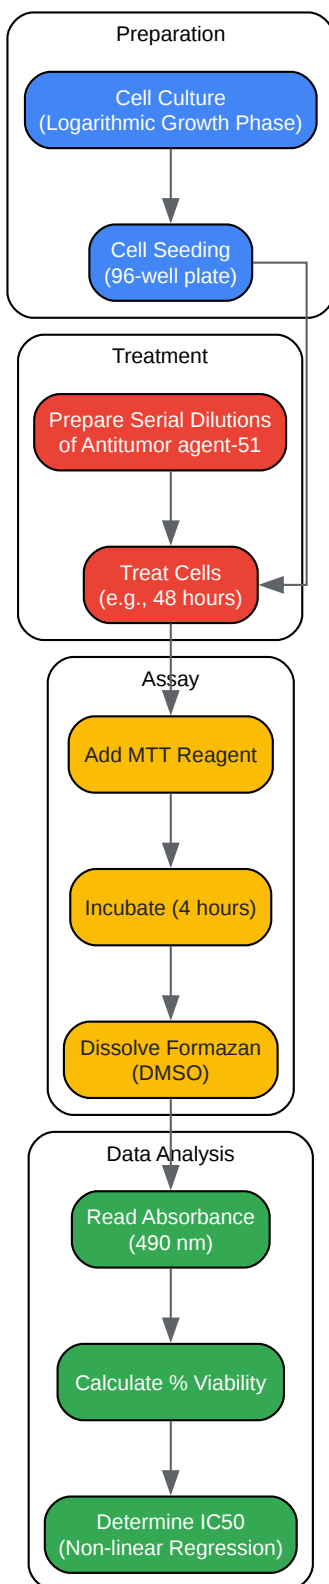 Preparation
Cell Culture
(Logarithmic Growth Phase)
Cell Seeding
(96-well plate)
Treatment
Prepare Serial Dilutions
of Antitumor agent-51
Treat Cells
(e.g., 48 hours)
Assay
Add MTT Reagent
Incubate (4 hours)
Dissolve Formazan
(DMSO)
Data Analysis
Read Absorbance
(490 nm)
Calculate % Viability
Determine IC50
(Non-linear Regression)